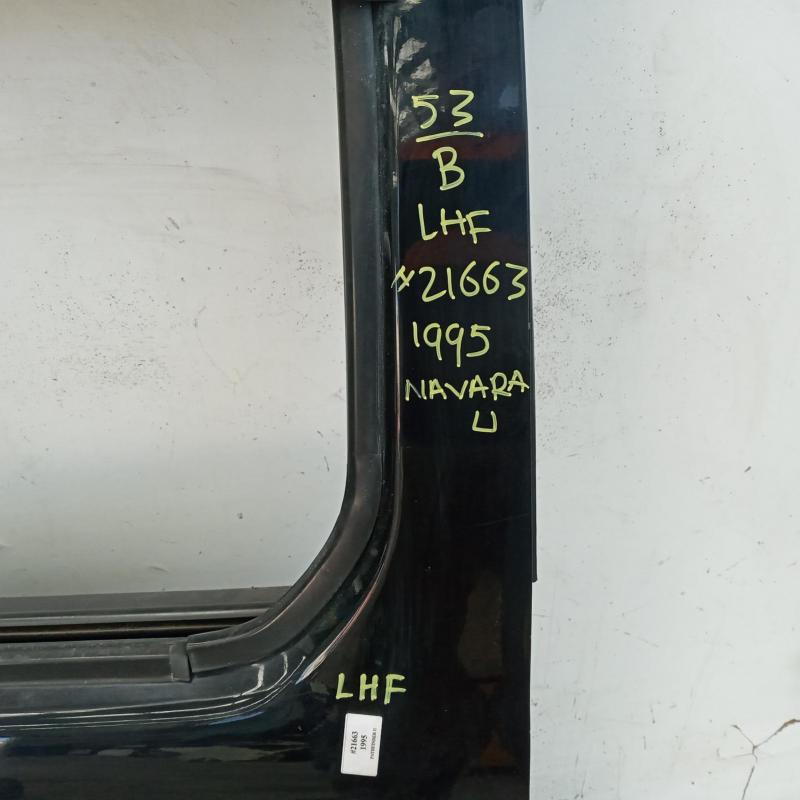 53
B
LHF
#21663
1995
NAVARA
U
LHF
#21663
1995